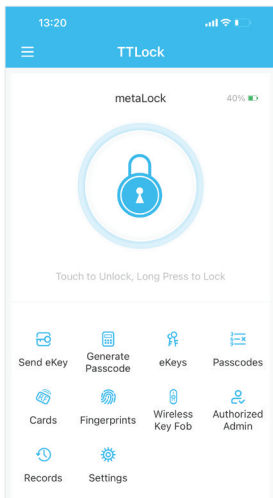 13:20
TTLock
metaLock
40%
Touch to Unlock, Long Press to Lock
Send eKey
Generate
Passcode
eKeys
Passcodes
Cards
Fingerprints
Wireless
Key Fob
Authorized
Admin
Records
Settings